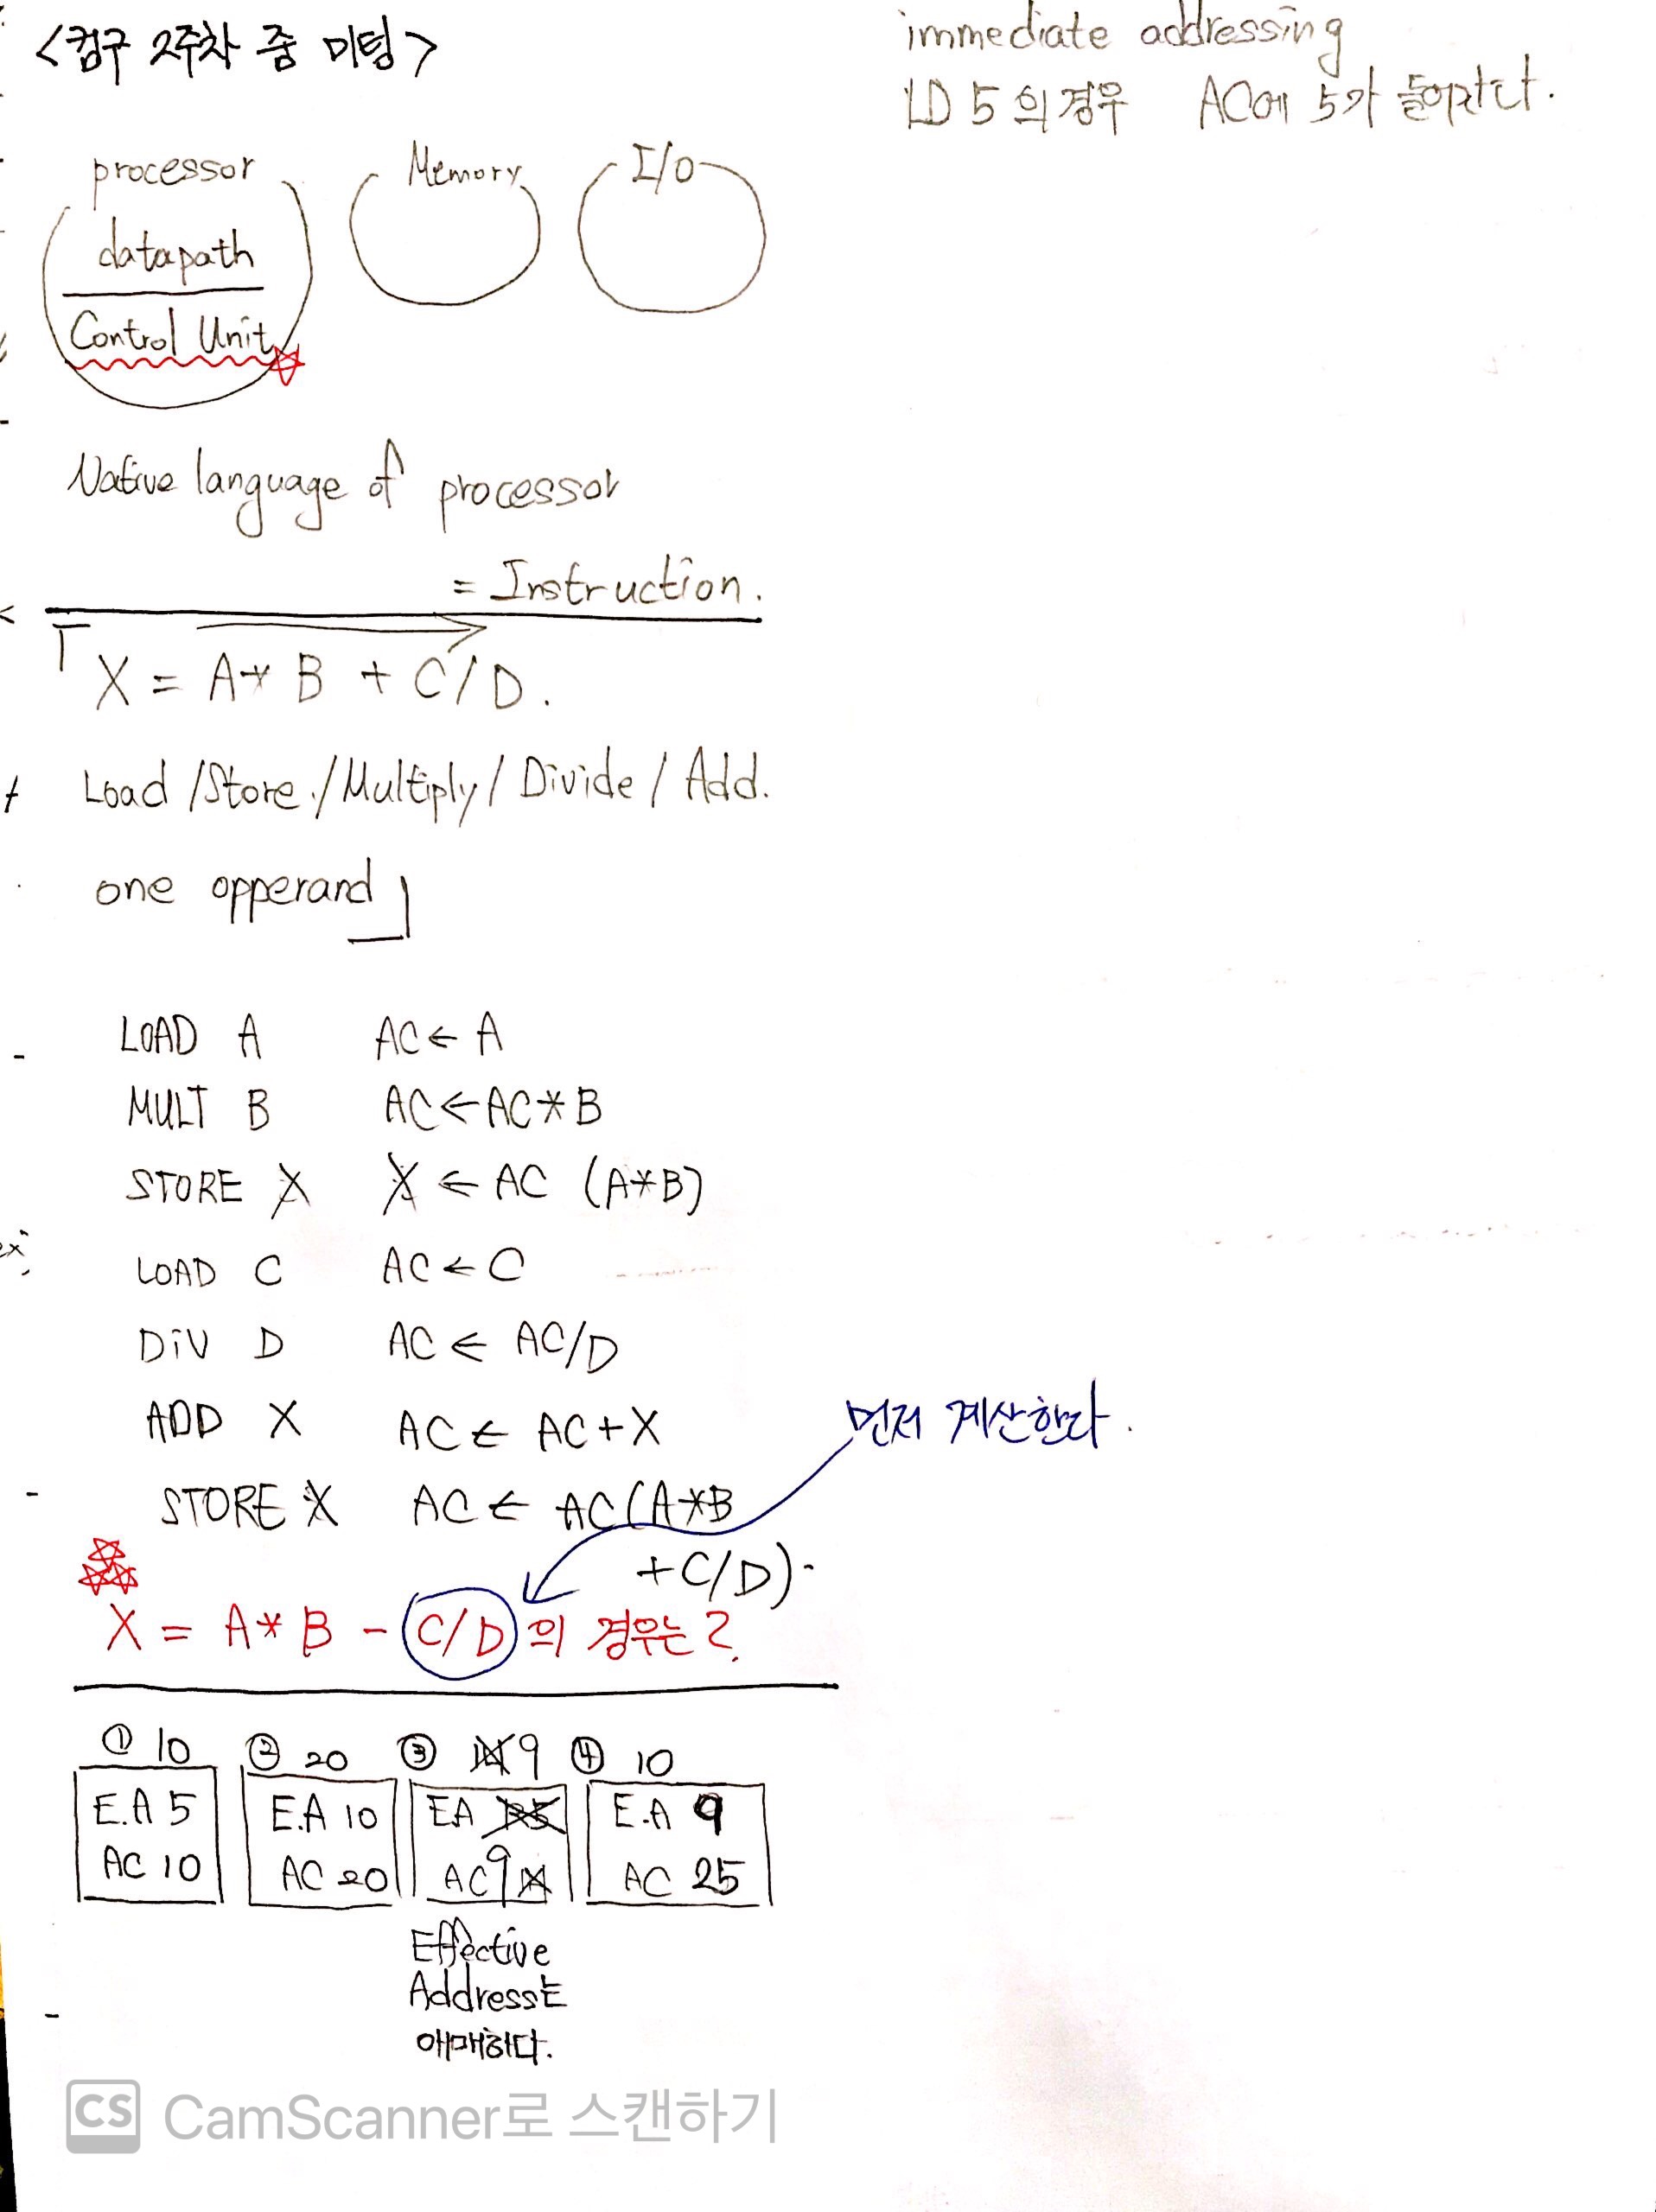 <컴구 2주차 줌 미팅>
immediate addressing
LD 5의 경우 AC에 5가 들어간다.
processor
datapath
Control Unit
Memory
I/O
Native language of processor
= Instruction.
X = A * B + C/D.
Load /Store./Multiply/ Divide / Add.
one opperand
LOAD A AC ← A
MULT B AC ← AC * B
STORE X X ← AC (A*B)
LOAD C AC ← C
DIV D AC ← AC/D
ADD X AC ← AC+X
STORE X AC ← AC(A*B
+C/D).
먼저 계산한다.
X = A * B - C/D 의 경우는?
① 10 ② 20 ③ 9 ④ 10
E.A 5 E.A 10 EA E.A 9
AC 10 AC 20 AC 9 AC 25
Effective
Address는
애매하다.
ex;
CS CamScanner로 스캔하기